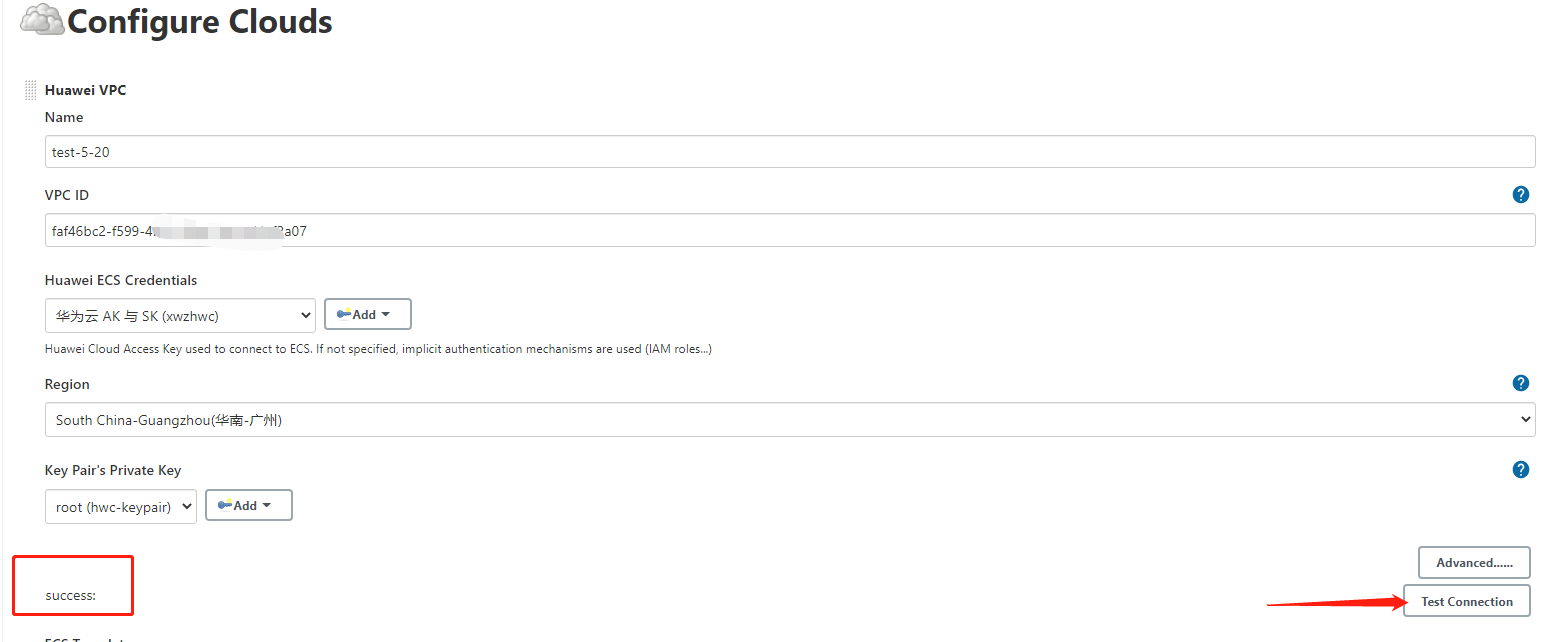 Configure Clouds
Huawei VPC
Name
test-5-20
VPC ID
faf46bc2-f599-4 a07
Huawei ECS Credentials
华为云 AK 与 SK (xwzhwc)
Add
Huawei Cloud Access Key used to connect to ECS. If not specified, implicit authentication mechanisms are used (IAM roles...)
Region
South China-Guangzhou(华南-广州)
Key Pair's Private Key
root (hwc-keypair)
Add
Advanced......
success:
Test Connection